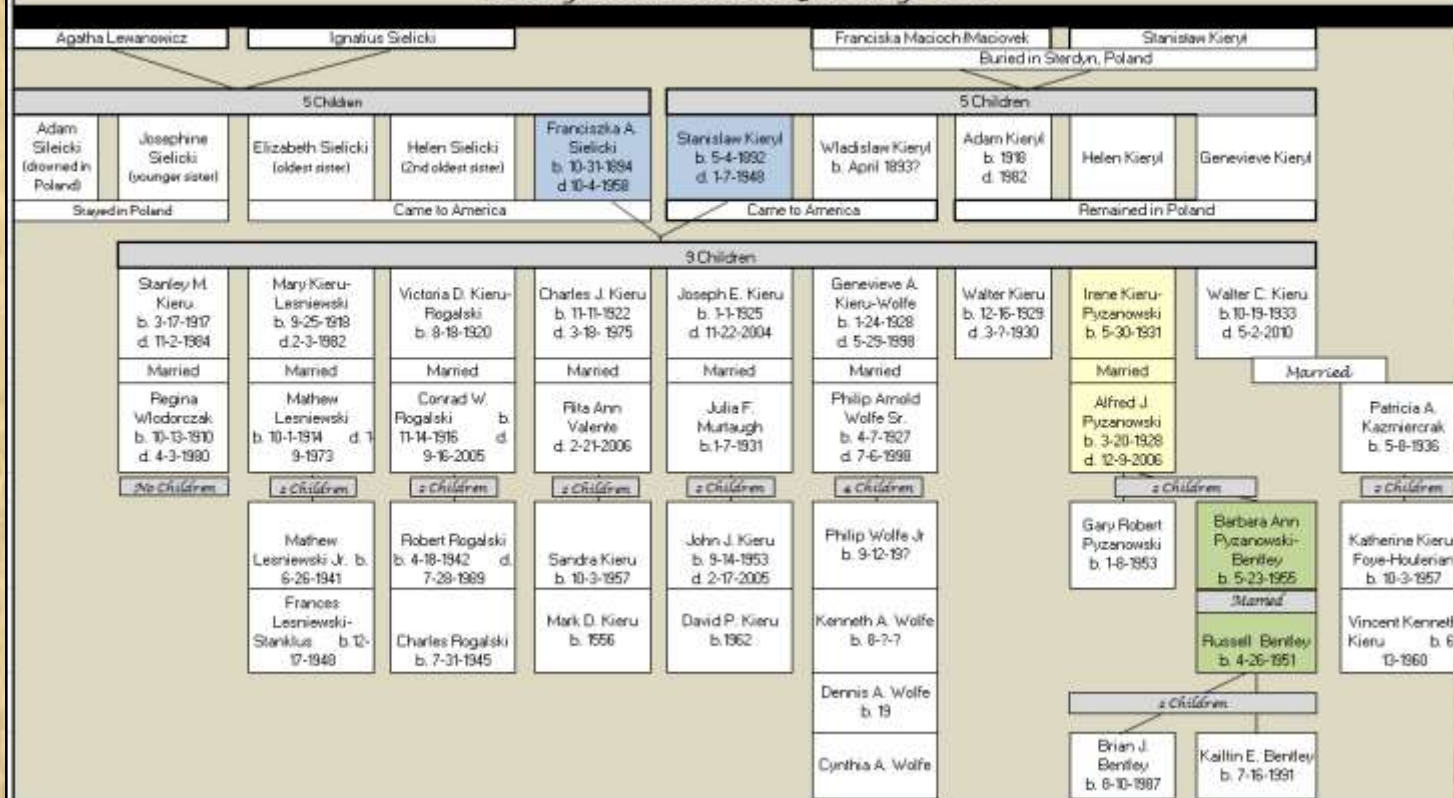 Agatha Lewanowicz
Ignatius Sielicki
Franciska Macioch/Maciovek
Stanisław Kierył
Buried in Sterdyn, Poland
5 Children
5 Children
Adam
Sileicki
(drowned in
Poland)
Josephine
Sielicki
(younger sister)
Elizabeth Sielicki
(oldest sister)
Helen Sielicki
(2nd oldest sister)
Franciszka A.
Sielicki
b. 10-31-1894
d 10-4-1958
Stanislaw Kieryl
b. 5-4-1892
d. 1-7-1948
Wladislaw Kieryl
b. April 1893?
Adam Kieryl
b. 1918
d. 1982
Helen Kieryl
Genevieve Kieryl
Stayed in Poland
Came to America
Came to America
Remained in Poland
9 Children
Stanley M.
Kieru
b. 3-17-1917
d. 11-2-1984
Mary Kieru-
Lesniewski
b. 9-25-1918
d.2-3-1982
Victoria D. Kieru-
Rogalski
b. 8-18-1920
Charles J. Kieru
b. 11-11-1922
d. 3-18- 1975
Joseph E. Kieru
b. 1-1-1925
d. 11-22-2004
Genevieve A.
Kieru-Wolfe
b. 1-24-1928
d. 5-29-1998
Walter Kieru
b. 12-16-1929
d. 3-?-1930
Irene Kieru-
Pyzanowski
b. 5-30-1931
Walter C. Kieru
b.10-19-1933
d. 5-2-2010
Married
Married
Married
Married
Married
Married
Married
Married
Regina
Wlodorczak
b. 10-13-1910
d. 4-3-1980
Mathew
Lesniewski
b. 10-1-1914 d. 1
9-1973
Conrad W.
Rogalski b.
11-14-1916 d.
9-16-2005
Rita Ann
Valente
d. 2-21-2006
Julia F.
Murtaugh
b.1-7-1931
Philip Arnold
Wolfe Sr.
b. 4-7-1927
d. 7-6-1998
Alfred J.
Pyzanowski
b. 3-20-1928
d. 12-9-2006
Patricia A.
Kazmiercrak
b. 5-8-1936
No Children
2 Children
2 Children
2 Children
2 Children
4 Children
2 Children
2 Children
Mathew
Lesniewski Jr. b.
6-26-1941
Robert Rogalski
b. 4-18-1942 d.
7-28-1989
Sandra Kieru
b. 10-3-1957
John J. Kieru
b. 9-14-1953
d. 2-17-2005
Philip Wolfe Jr
b. 9-12-19?
Gary Robert
Pyzanowski
b. 1-8-1953
Barbara Ann
Pyzanowski-
Bentley
b. 5-23-1955
Katherine Kieru
Foye-Houlerian
b. 10-3-1957
Married
Frances
Lesniewski-
Stanklus b.12-
17-1948
Charles Rogalski
b. 7-31-1945
Mark D. Kieru
b. 1556
David P. Kieru
b.1962
Kenneth A. Wolfe
b. 8-?-?
Russell Bentley
b. 4-26-1951
Vincent Kennet
Kieru b. 6
13-1960
Dennis A. Wolfe
b. 19
2 Children
Cynthia A. Wolfe
Brian J.
Bentley
b. 8-10-1987
Kailtin E. Bentley
b. 7-16-1991